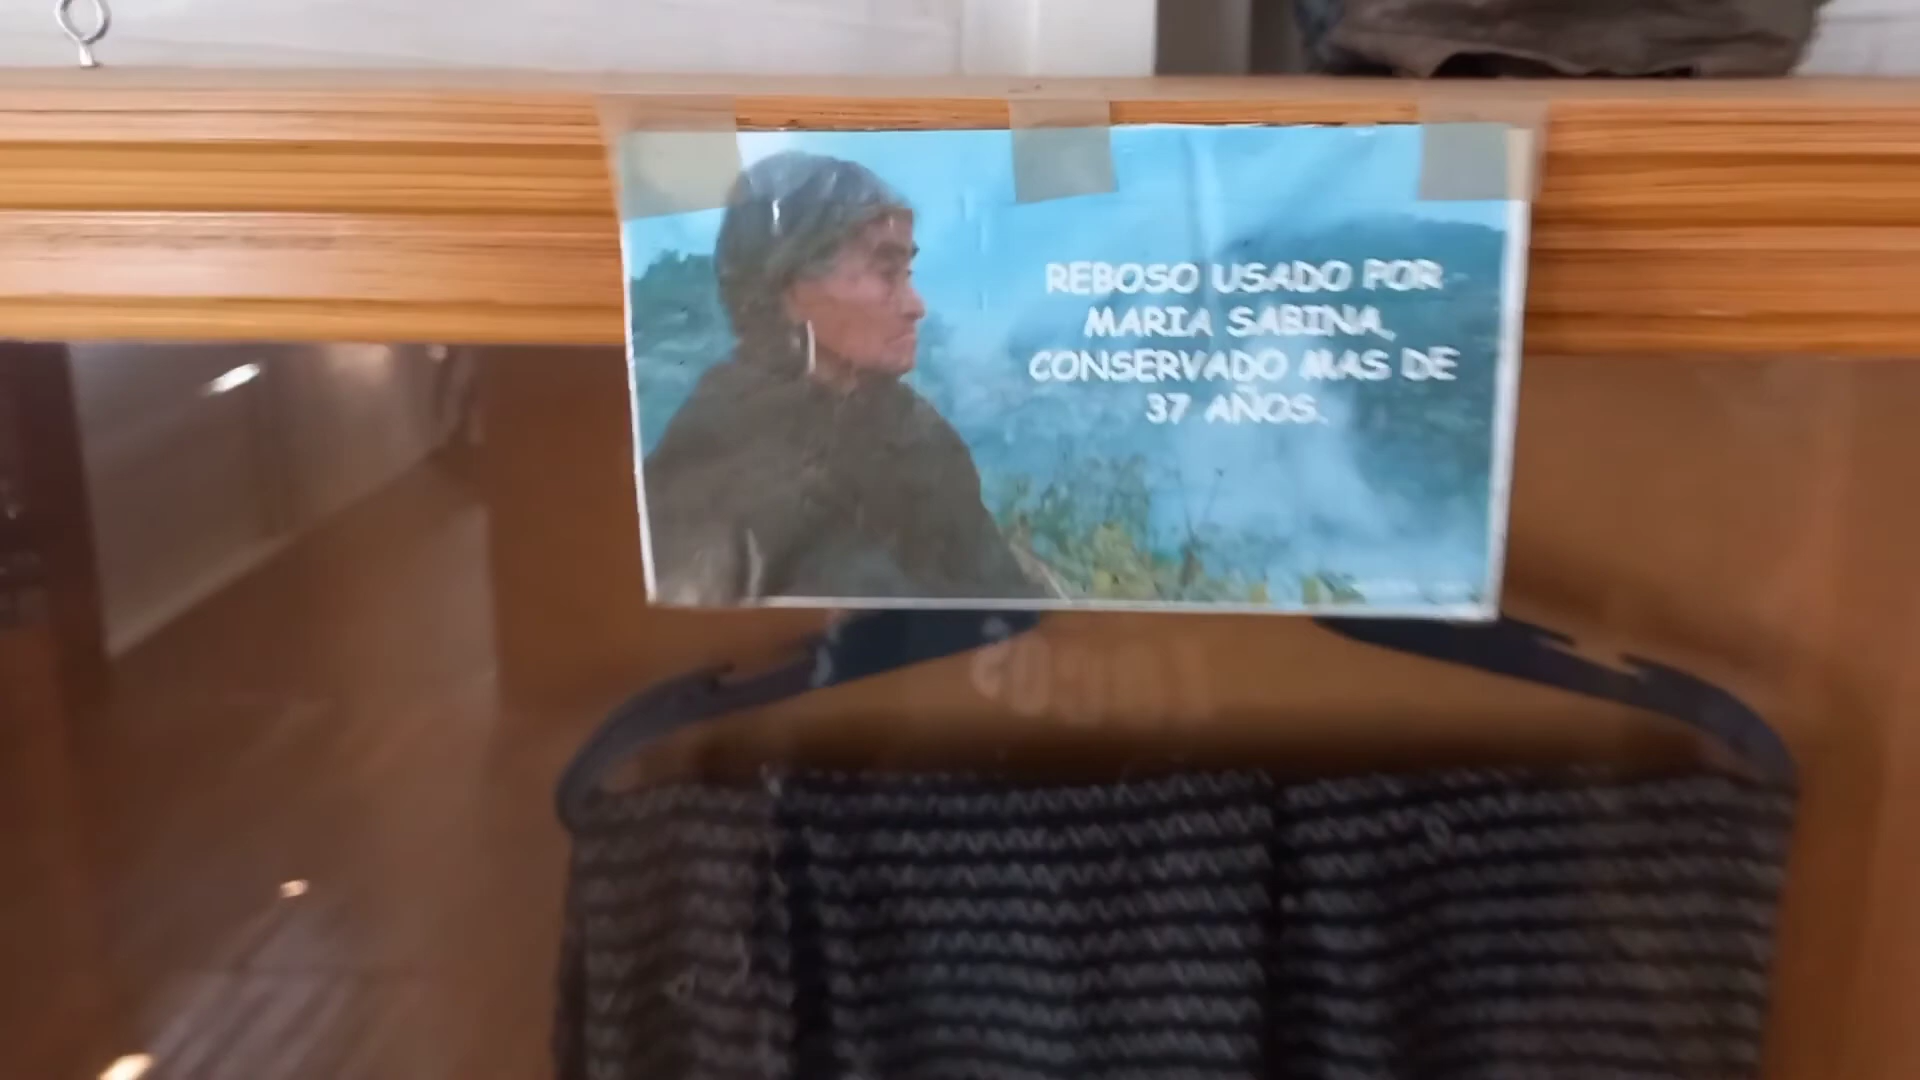 REBOSO USADO POR
MARIA SABINA,
CONSERVADO MAS DE
37 AÑOS.